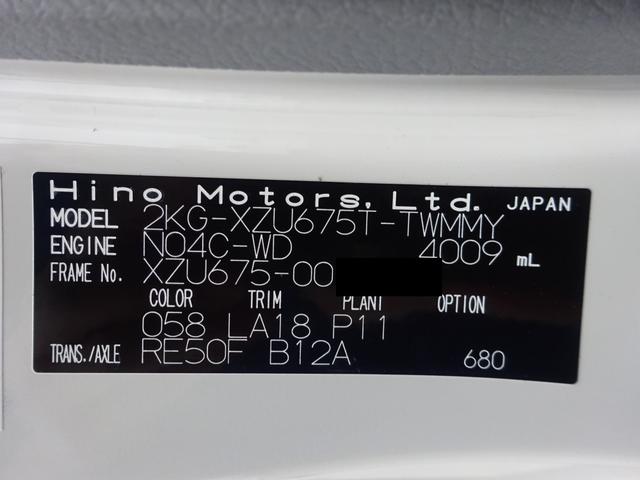 Hino Motors, Ltd. JAPAN
MODEL 2KG-XZU675T-TWMMY
ENGINE N04C-WD 4009 mL
FRAME No. XZU675-00
COLOR TRIM PLANT OPTION
058 LA18 P11
TRANS./AXLE RE50F B12A 680